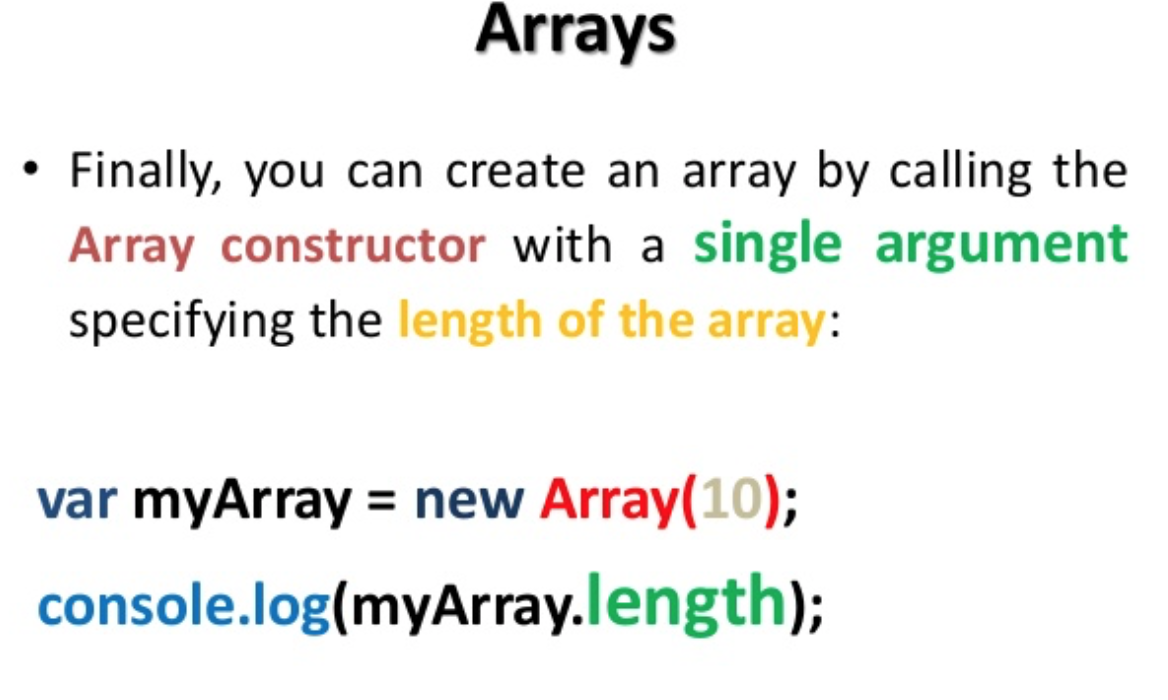 Arrays
• Finally, you can create an array by calling the
Array constructor with a single argument
specifying the length of the array:
var myArray = new Array(10);
console.log(myArray.length);